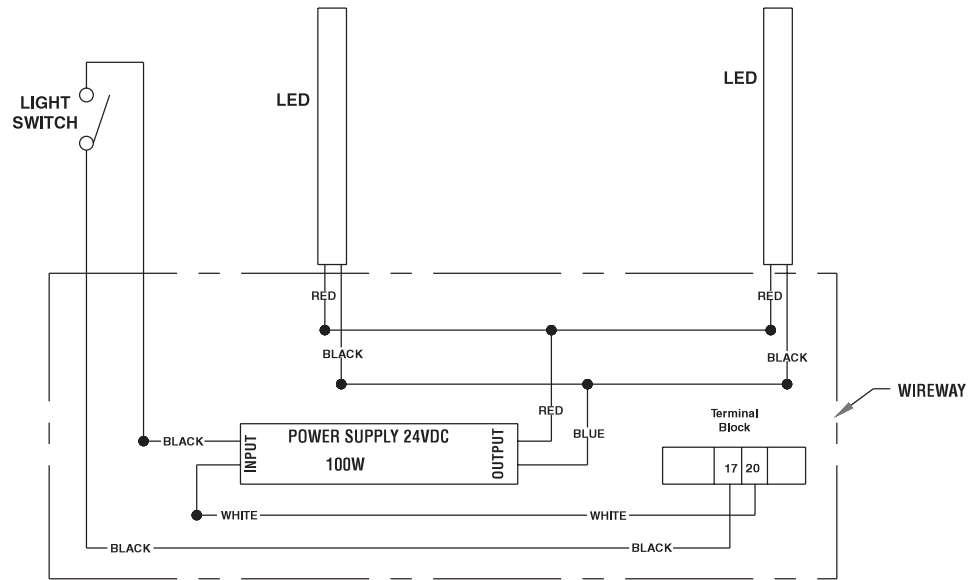 LED
LED
LIGHT
SWITCH
RED
RED
BLACK
BLACK
WIREWAY
RED
BLUE
Terminal
Block
BLACK
INPUT
POWER SUPPLY 24VDC
100W
OUTPUT
17 20
WHITE
WHITE
BLACK
BLACK